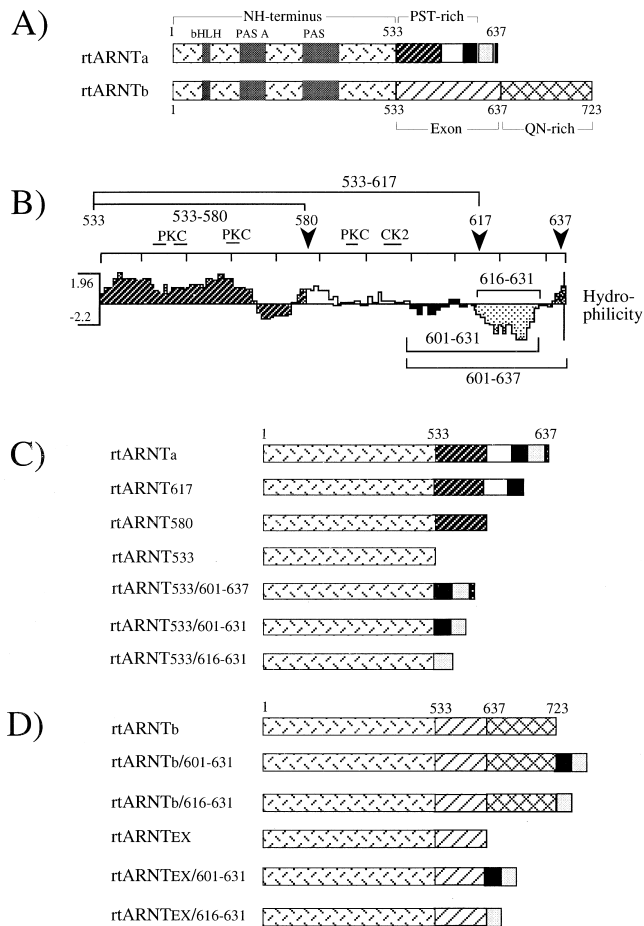 A)
NH-terminus PST-rich
1 bHLH PAS A PAS 533 637
rtARNTa
rtARNTb
1 533 637 723
Exon QN-rich
B)
533-617
533 533-580 580 617 637
PKC PKC PKC CK2
1.96
-2.2
616-631
Hydro-
philicity
601-631
601-637
C)
1 533 637
rtARNTa
rtARNT617
rtARNT580
rtARNT533
rtARNT533/601-637
rtARNT533/601-631
rtARNT533/616-631
D)
1 533 637 723
rtARNTb
rtARNTb/601-631
rtARNTb/616-631
rtARNTEX
rtARNTEX/601-631
rtARNTEX/616-631